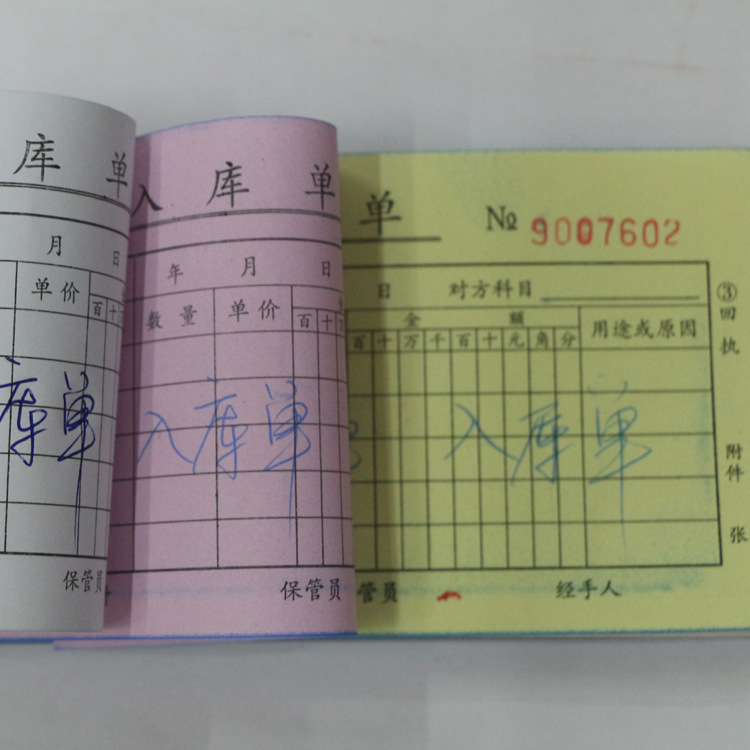 库 单
月 日
单价
百 十
库单
保管员
入 库 单
年 月 日
数量 单价
百 十
入库单
保管员
单 № 9007602
日 对方科目
金 额 用途或原因
百 十 万 千 百 十 元 角 分
入库单
管员 经手人
③回执
附件 张